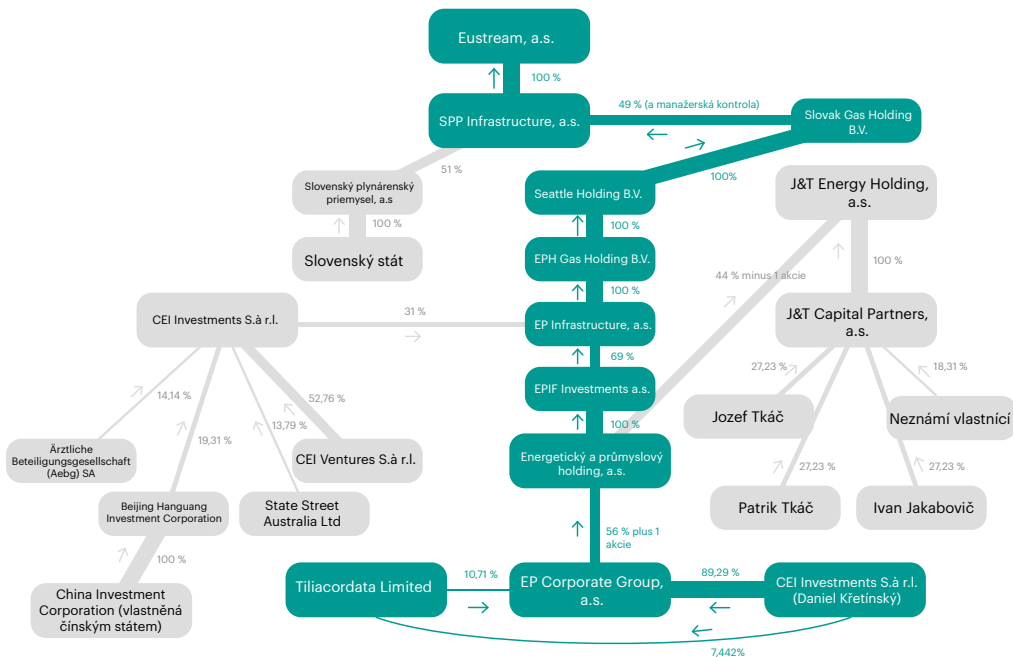 Eustream, a.s.
100 %
49 % (a manažerská kontrola)
SPP Infrastructure, a.s.
Slovak Gas Holding
B.V.
51 %
100%
Slovenský plynárenský
priemysel, a.s
Seattle Holding B.V.
J&T Energy Holding,
a.s.
100 %
100 %
Slovenský stát
EPH Gas Holding B.V.
44 % minus 1 akcie
100 %
100 %
CEI Investments S.à r.l.
31 %
EP Infrastructure, a.s.
J&T Capital Partners,
a.s.
69 %
27,23 %
18,31 %
14,14 %
52,76 %
EPIF Investments a.s.
Jozef Tkáč
Neznámí vlastnící
19,31 %
13,79 %
100 %
Ärztliche
Beteiligungsgesellschaft
(Aebg) SA
CEI Ventures S.à r.l.
Energetický a průmyslový
holding, a.s.
27,23 %
27,23 %
Beijing Hanguang
Investment Corporation
State Street
Australia Ltd
Patrik Tkáč
Ivan Jakabovič
56 % plus 1
akcie
100 %
China Investment
Corporation (vlastněná
čínským státem)
Tiliacordata Limited
10,71 %
EP Corporate Group,
a.s.
89,29 %
CEI Investments S.à r.l.
(Daniel Křetínský)
7,442%